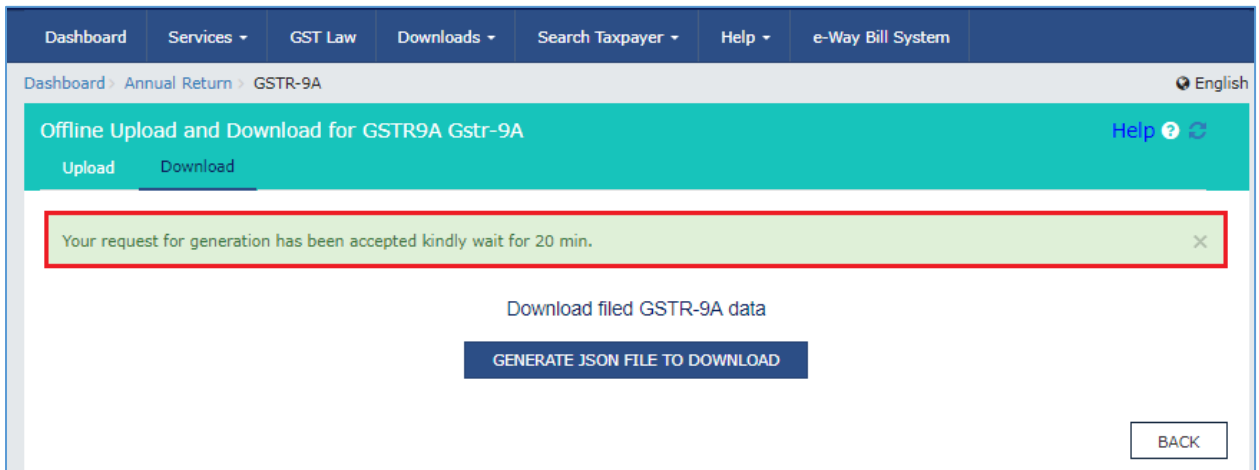 Dashboard Services GST Law Downloads Search Taxpayer Help e-Way Bill System
Dashboard > Annual Return > GSTR-9A English
Offline Upload and Download for GSTR9A Gstr-9A Help ?
Upload Download
Your request for generation has been accepted kindly wait for 20 min. ×
Download filed GSTR-9A data
GENERATE JSON FILE TO DOWNLOAD
BACK